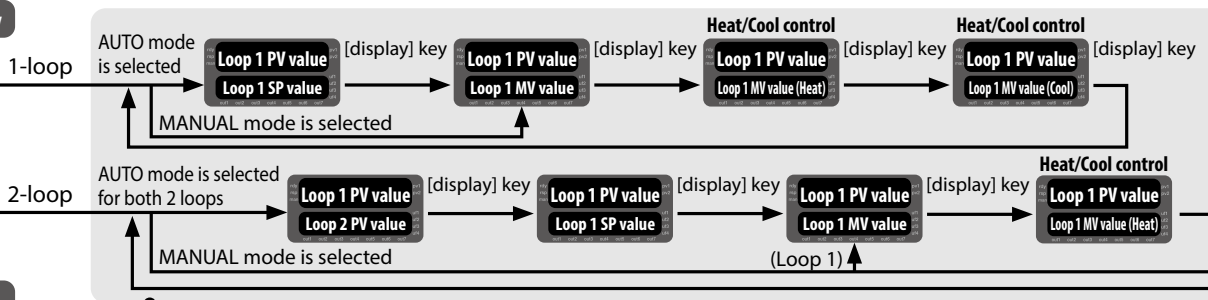 Heat/Cool control
Heat/Cool control
1-loop
AUTO mode
is selected
Loop 1 PV value
Loop 1 SP value
[display] key
Loop 1 PV value
Loop 1 MV value
[display] key
Loop 1 PV value
Loop 1 MV value (Heat)
[display] key
Loop 1 PV value
Loop 1 MV value (Cool)
[display] key
MANUAL mode is selected
Heat/Cool control
2-loop
AUTO mode is selected
for both 2 loops
Loop 1 PV value
Loop 2 PV value
[display] key
Loop 1 PV value
Loop 1 SP value
[display] key
Loop 1 PV value
Loop 1 MV value
[display] key
Loop 1 PV value
Loop 1 MV value (Heat)
MANUAL mode is selected
(Loop 1)